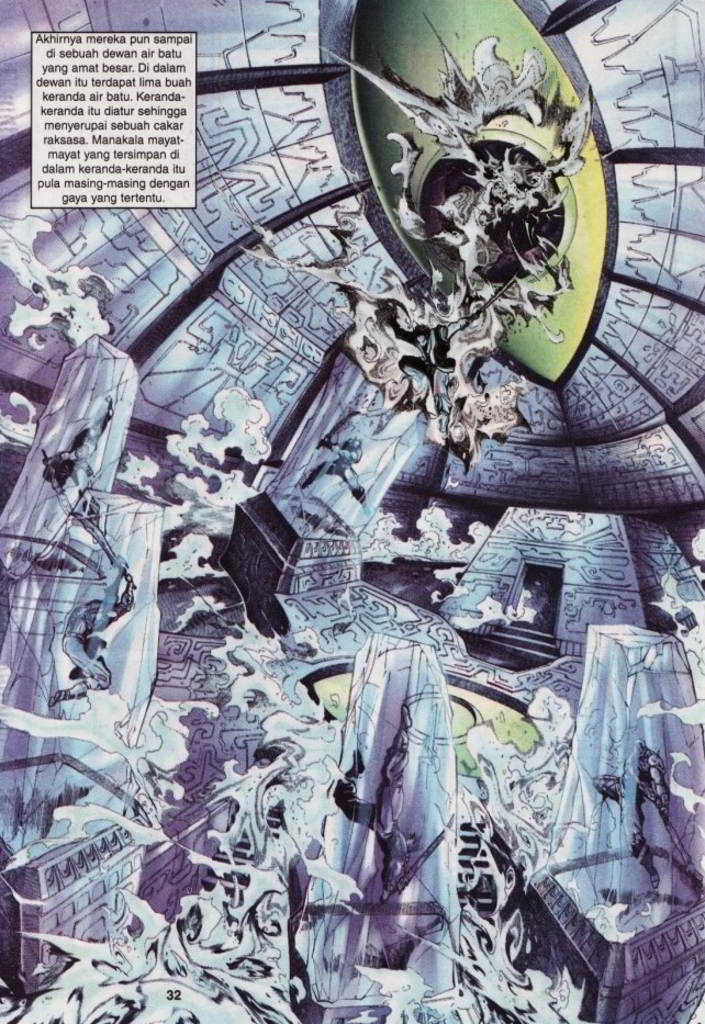 Akhirnya mereka pun sampai
di sebuah dewan air batu
yang amat besar. Di dalam
dewan itu terdapat lima buah
keranda air batu. Keranda-
keranda itu diatur sehingga
menyerupai sebuah cakar
raksasa. Manakala mayat-
mayat yang tersimpan di
dalam keranda-keranda itu
pula masing-masing dengan
gaya yang tertentu.
32